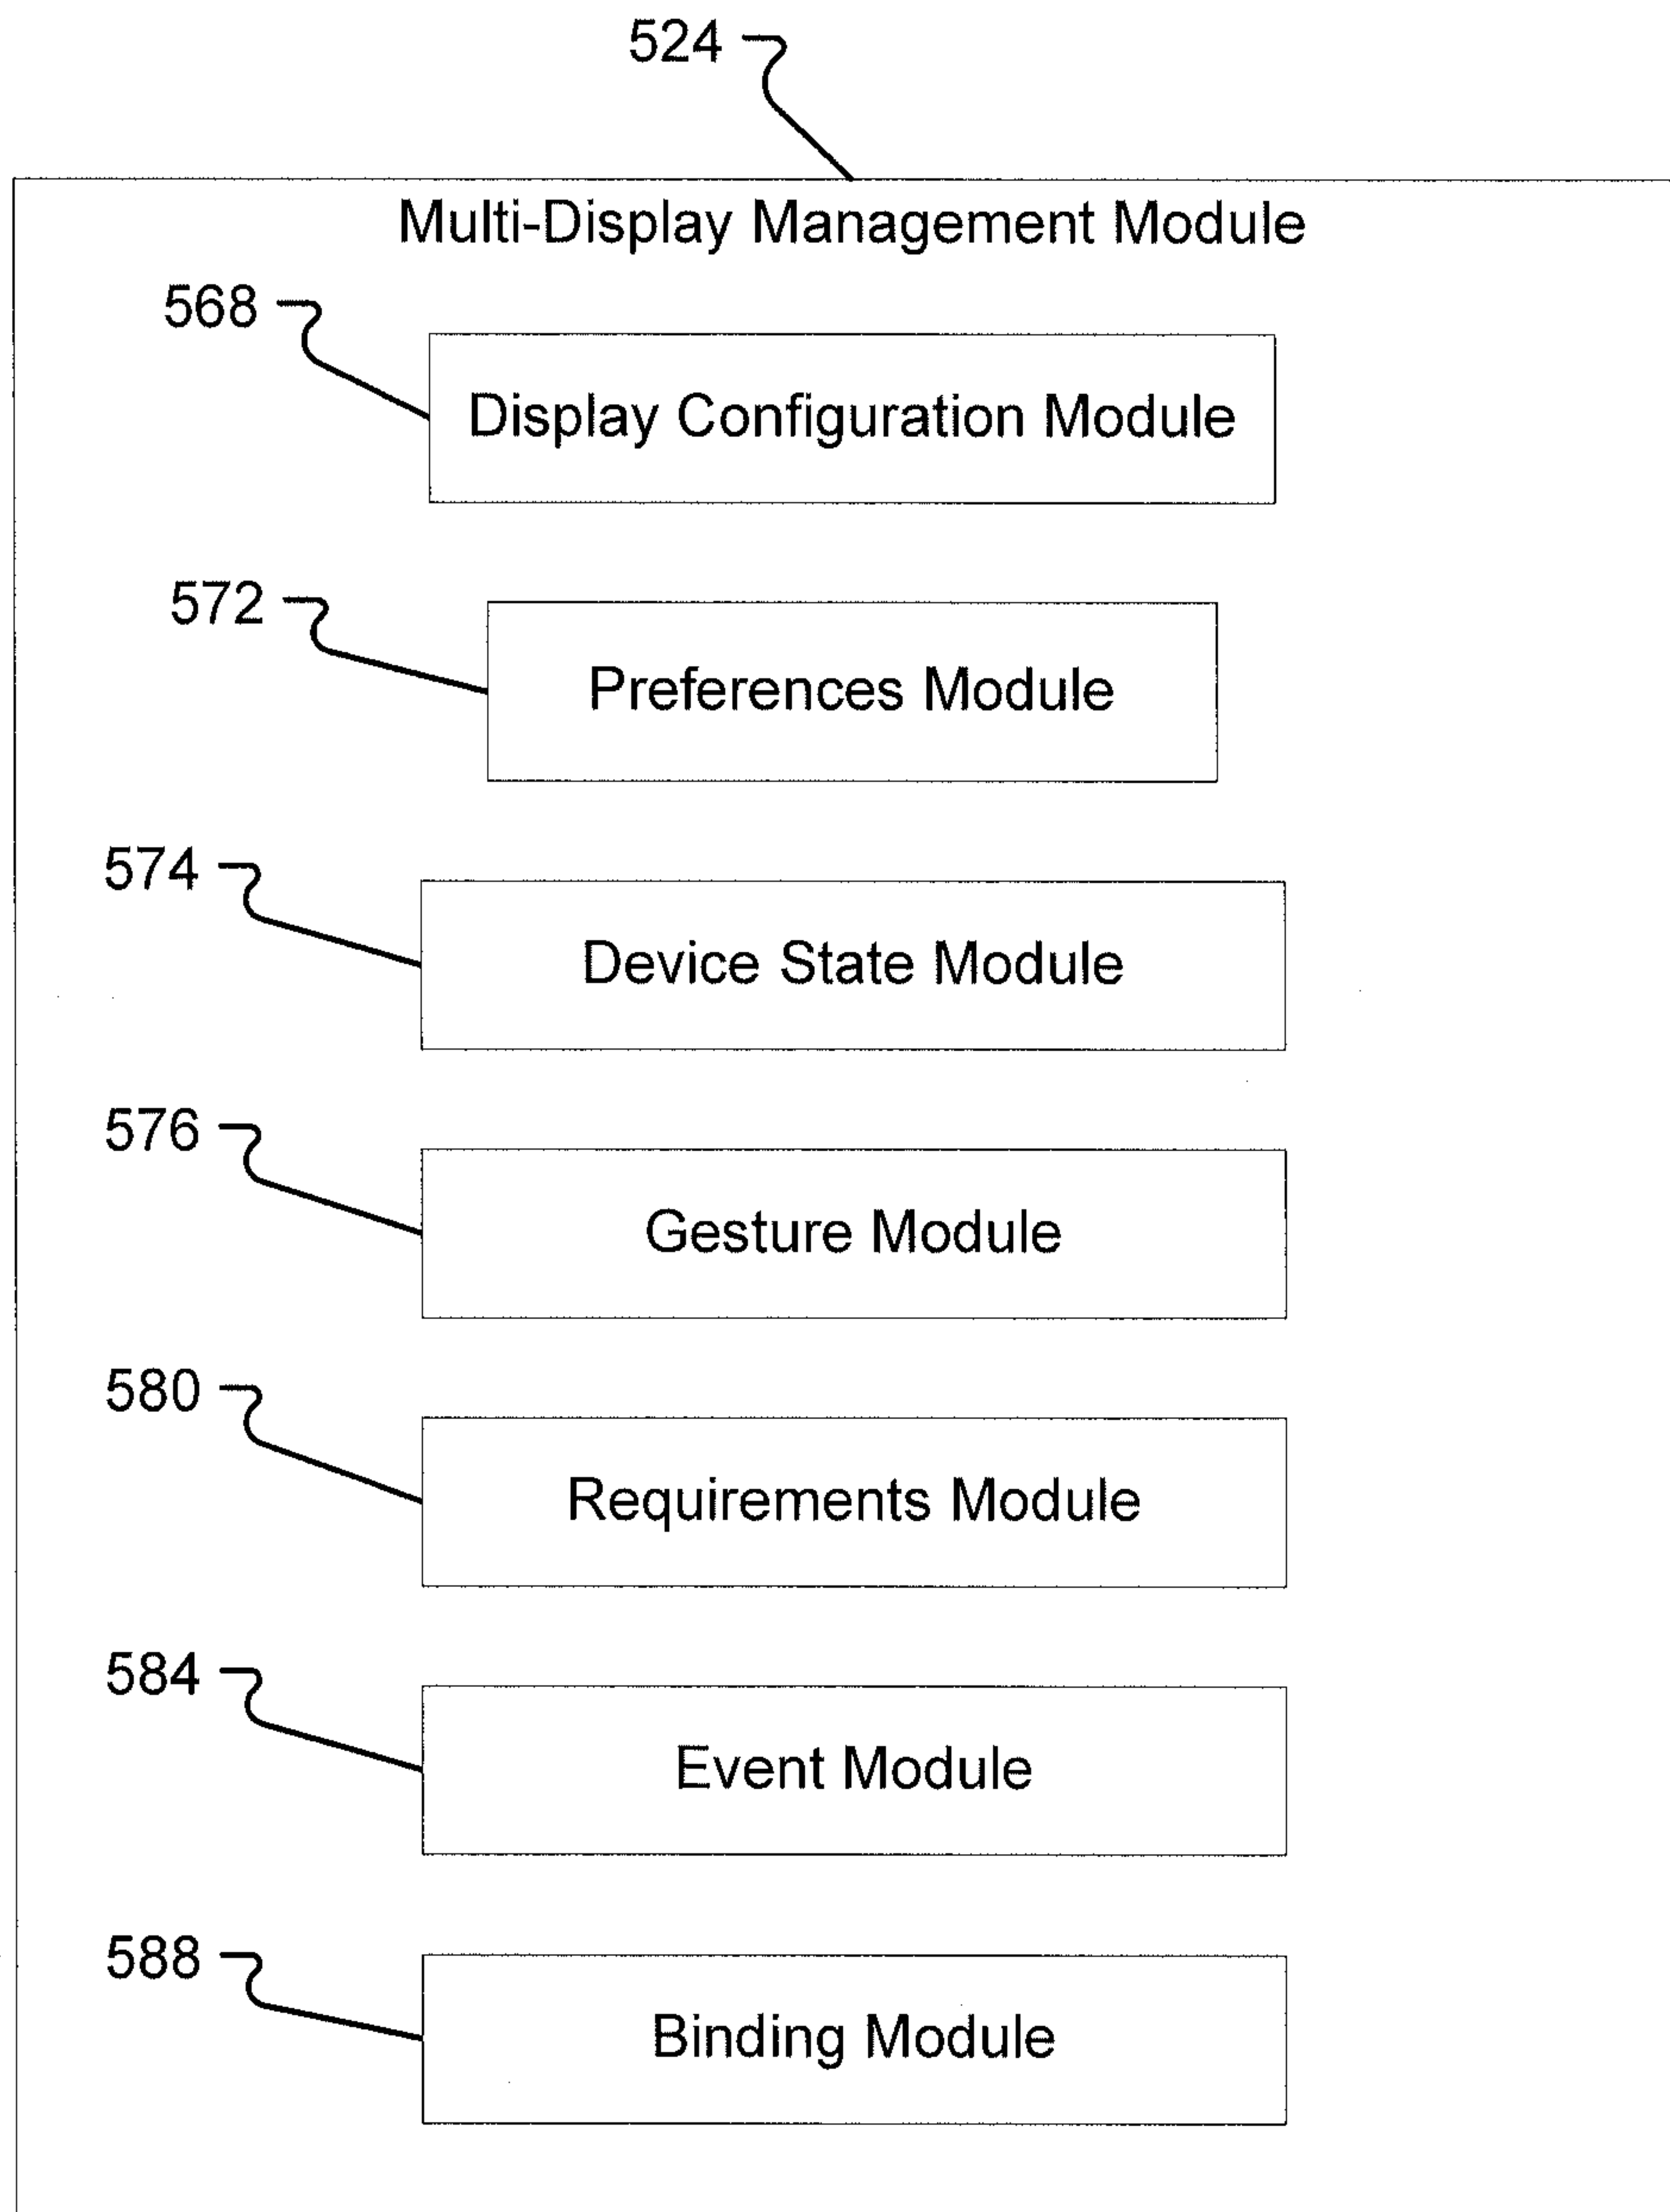 524
Multi-Display Management Module
568
Display Configuration Module
572
Preferences Module
574
Device State Module
576
Gesture Module
580
Requirements Module
584
Event Module
588
Binding Module